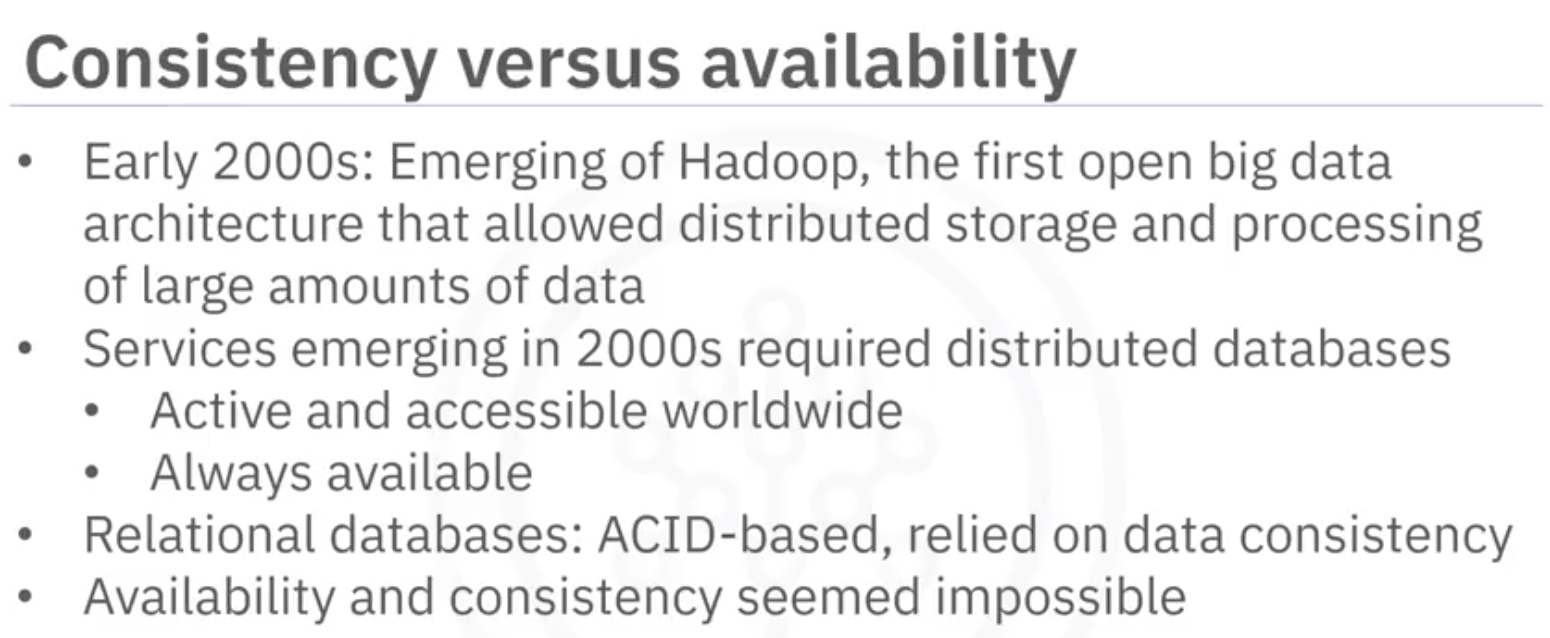 Consistency versus availability
• Early 2000s: Emerging of Hadoop, the first open big data
architecture that allowed distributed storage and processing
of large amounts of data
• Services emerging in 2000s required distributed databases
• Active and accessible worldwide
• Always available
• Relational databases: ACID-based, relied on data consistency
• Availability and consistency seemed impossible